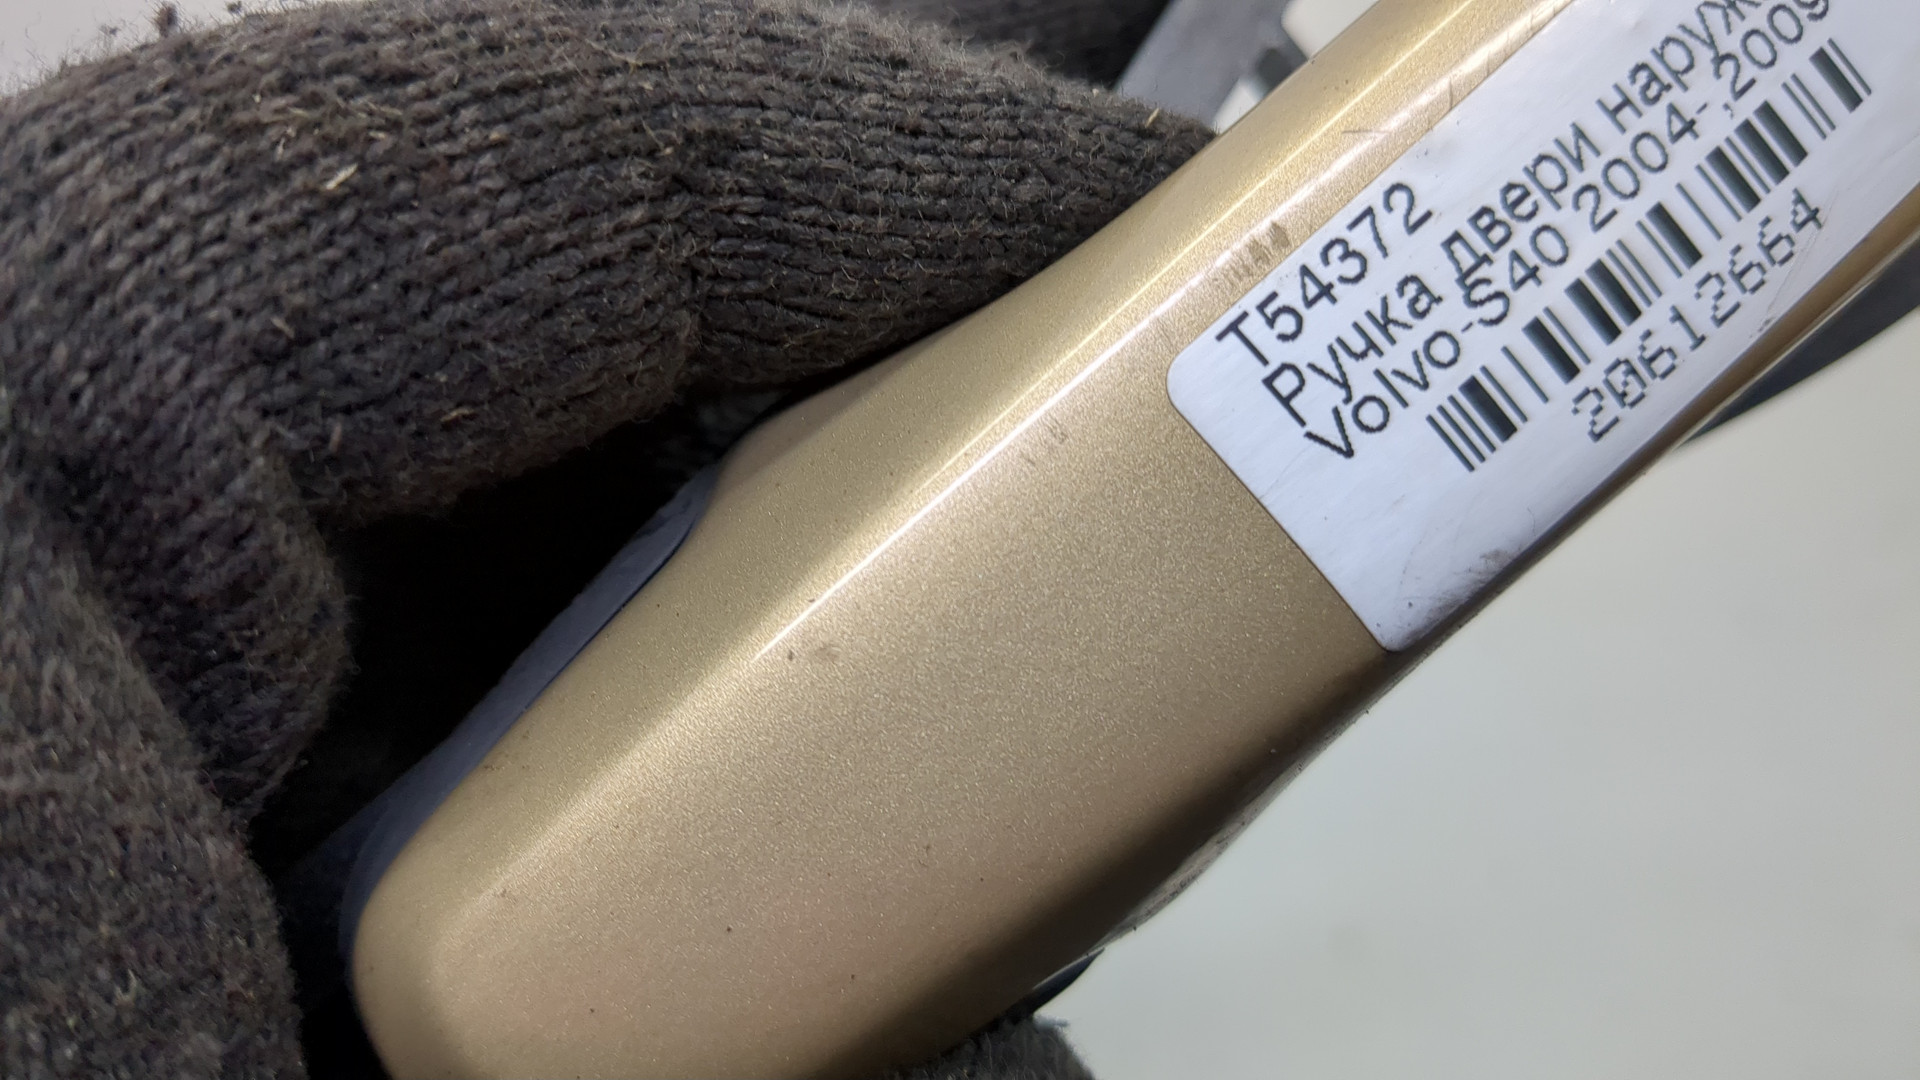 T54372
Ручка двери наруж
Volvo-S40 2004-,2009
20612664